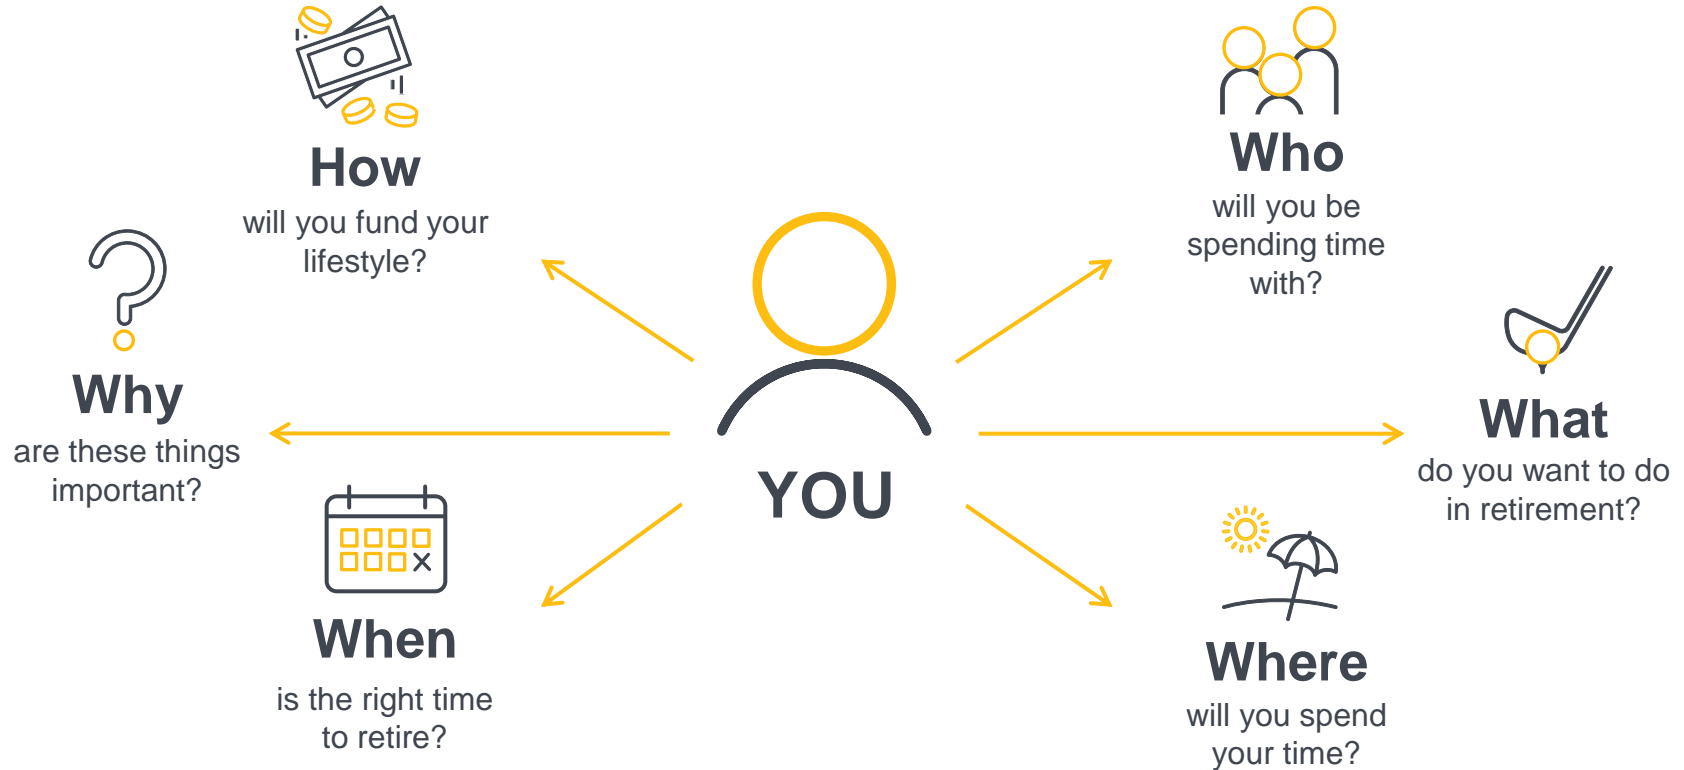 How
will you fund your
lifestyle?
Who
will you be
spending time
with?
Why
are these things
important?
YOU
What
do you want to do
in retirement?
When
is the right time
to retire?
Where
will you spend
your time?